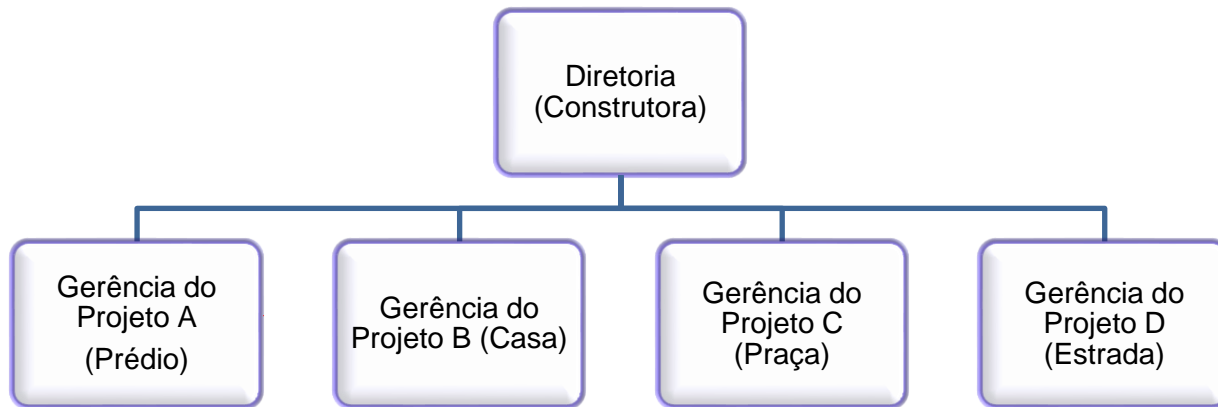 Diretoria
(Construtora)
Gerência do
Projeto A
(Prédio)
Gerência do
Projeto B (Casa)
Gerência do
Projeto C
(Praça)
Gerência do
Projeto D
(Estrada)